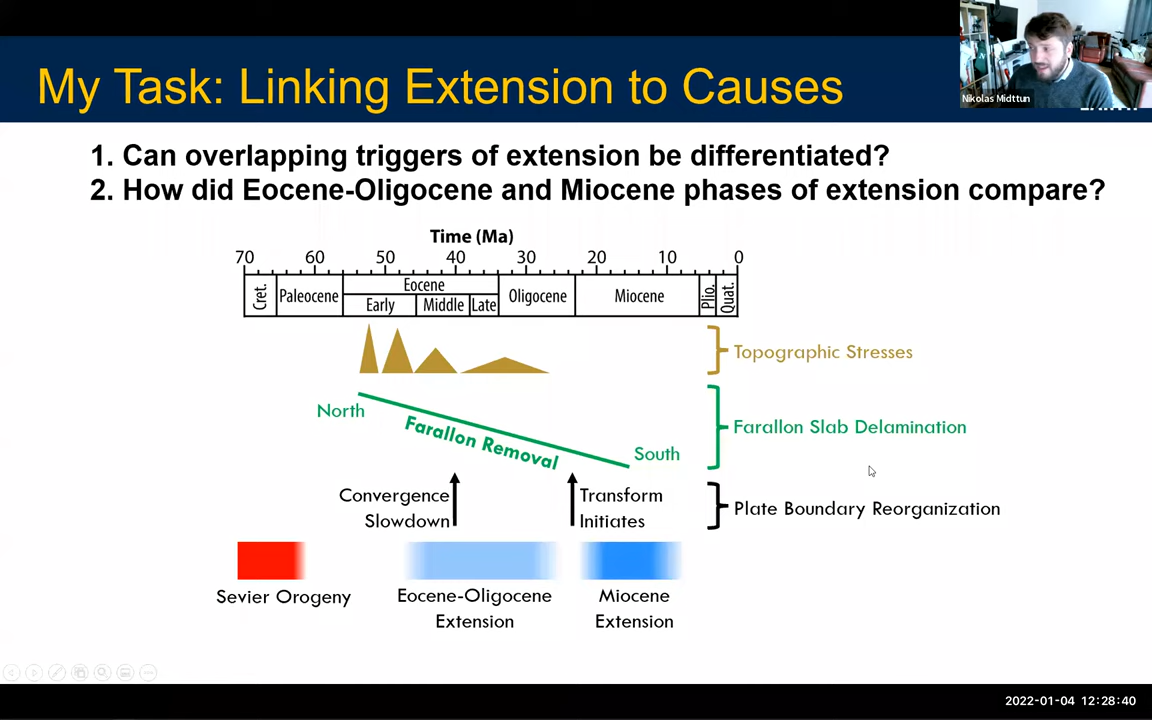 My Task: Linking Extension to Causes
Nikolas Midttun
1. Can overlapping triggers of extension be differentiated?
2. How did Eocene-Oligocene and Miocene phases of extension compare?
Time (Ma)
70 60 50 40 30 20 10 0
Cret.
Paleocene
Eocene
Early
Middle
Late
Oligocene
Miocene
Plio.
Quat.
Topographic Stresses
North
Farallon Removal
South
Farallon Slab Delamination
Convergence
Slowdown
Transform
Initiates
Plate Boundary Reorganization
Sevier Orogeny
Eocene-Oligocene
Extension
Miocene
Extension
2022-01-04 12:28:40